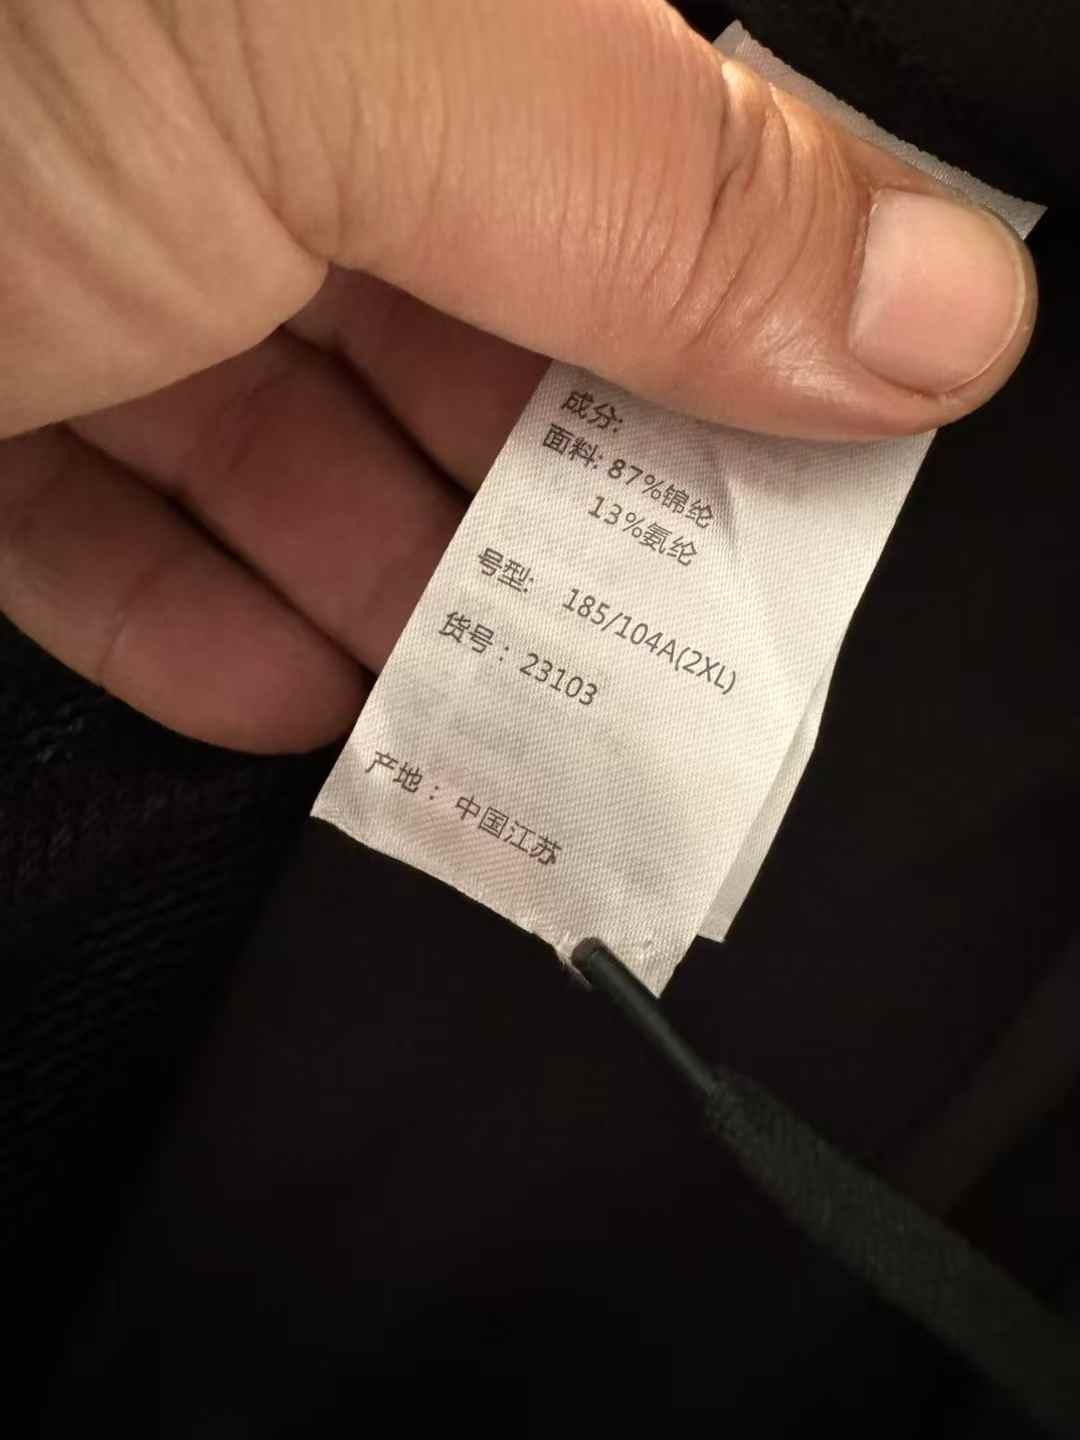 成分:
面料: 87%锦纶
13%氨纶
号型: 185/104A(2XL)
货号：23103
产地：中国江苏